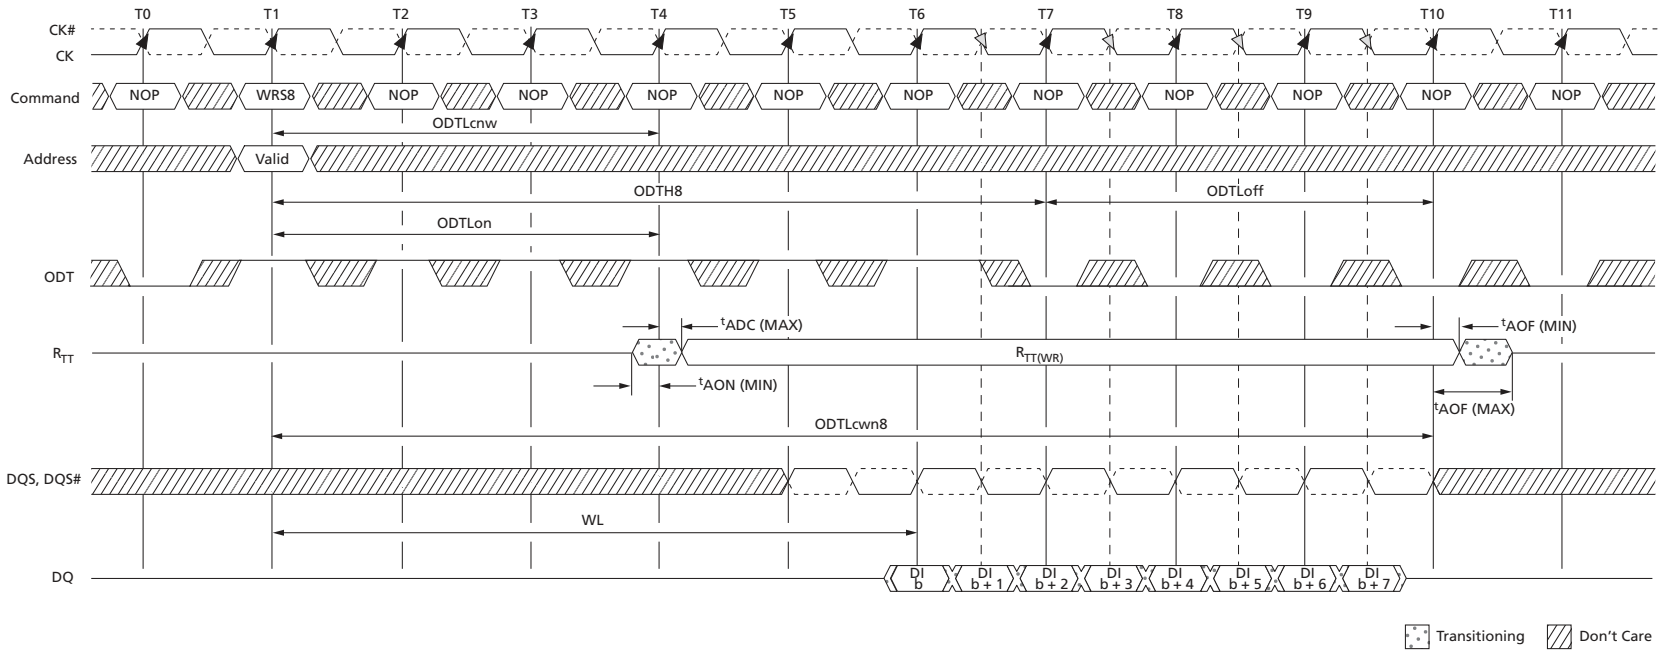 T0 T1 T2 T3 T4 T5 T6 T7 T8 T9 T10 T11
CK#
CK
Command NOP WRS8 NOP NOP NOP NOP NOP NOP NOP NOP NOP NOP
ODTLcnw
Address Valid
ODTH8 ODTLoff
ODTLon
ODT
tADC (MAX) tAOF (MIN)
RTT RTT(WR)
tAON (MIN)
tAOF (MAX)
ODTLcwn8
DQS, DQS#
WL
DQ DI b DI b + 1 DI b + 2 DI b + 3 DI b + 4 DI b + 5 DI b + 6 DI b + 7
Transitioning Don't Care